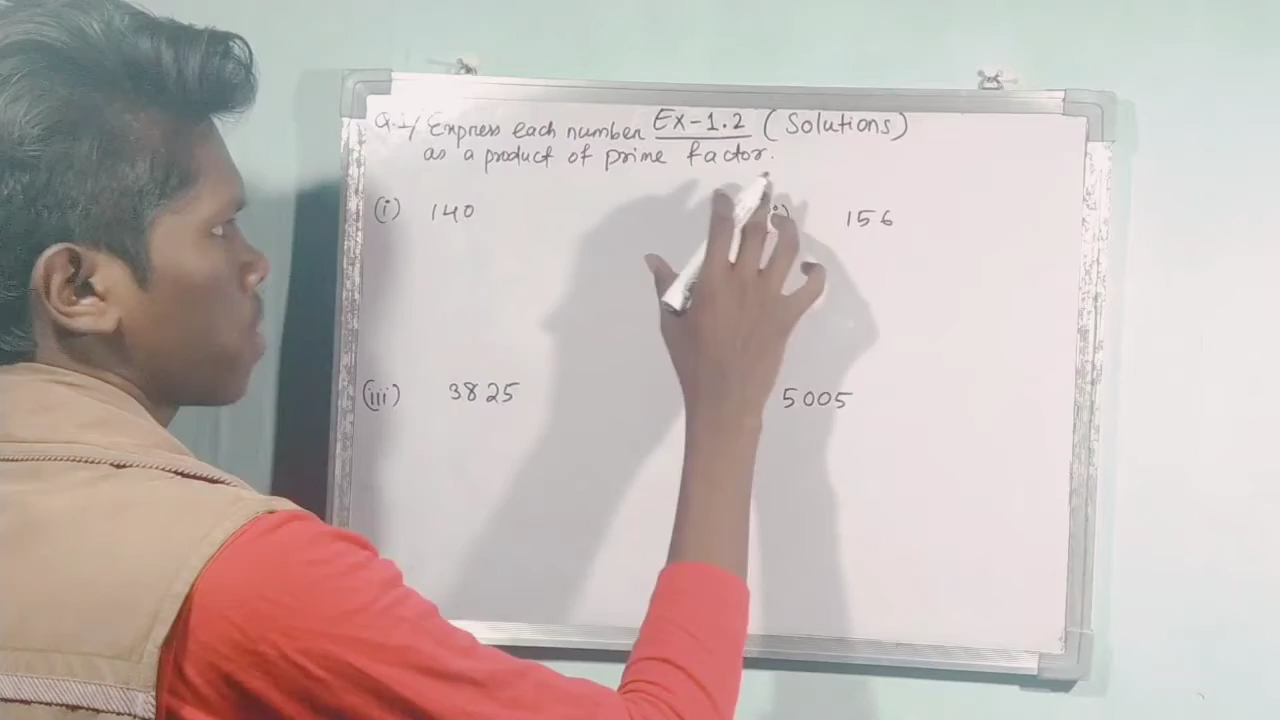 Q.1/ Express each number EX-1.2 (Solutions)
as a product of prime factor.
(i) 140
156
(iii) 3825
5005